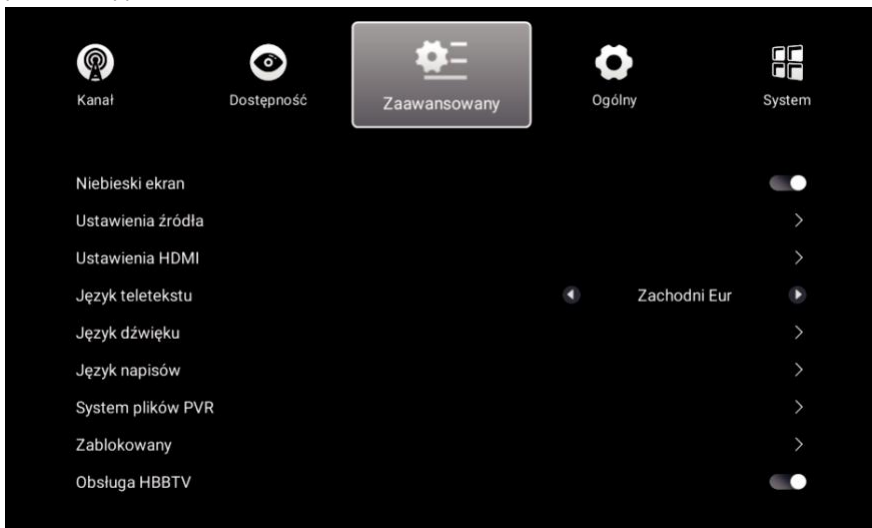 Kanał
Dostępność
Zaawansowany
Ogólny
System
Niebieski ekran
Ustawienia źródła
Ustawienia HDMI
Język teletekstu Zachodni Eur
Język dźwięku
Język napisów
System plików PVR
Zablokowany
Obsługa HBBTV